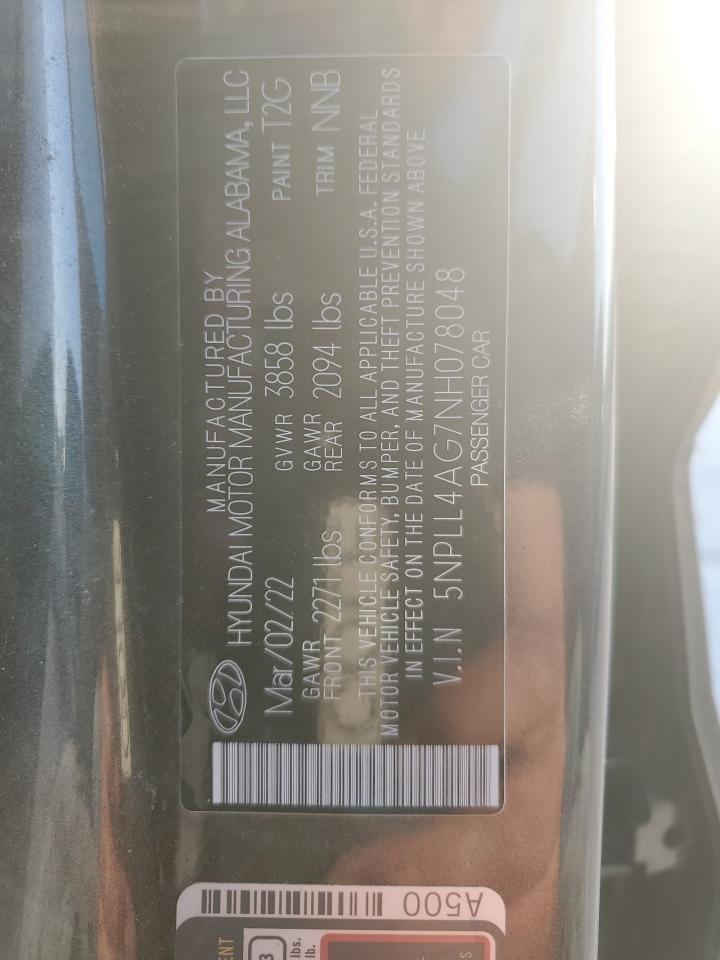 MANUFACTURED BY
HYUNDAI MOTOR MANUFACTURING ALABAMA, LLC
Mar/02/22 GVWR 3858 lbs PAINT T2G
GAWR FRONT 2271 lbs GAWR REAR 2094 lbs TRIM NNB
THIS VEHICLE CONFORMS TO ALL APPLICABLE U.S.A. FEDERAL
MOTOR VEHICLE SAFETY, BUMPER, AND THEFT PREVENTION STANDARDS
IN EFFECT ON THE DATE OF MANUFACTURE SHOWN ABOVE
V.I.N 5NPLL4AG7NH078048
PASSENGER CAR
A500
lbs.
lb.